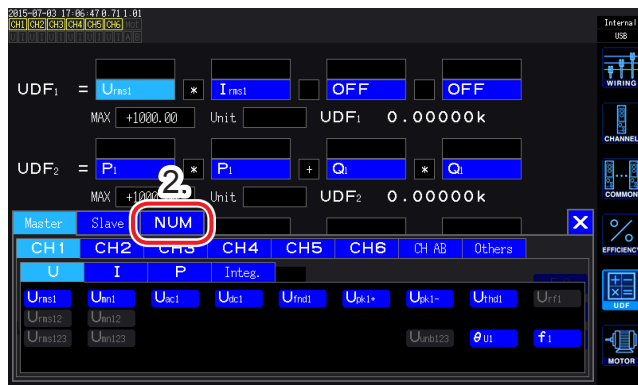 2015-07-03 17:06:47 0.71 1.01
CH1 CH2 CH3 CH4 CH5 CH6 Mot
U I U I U I U I U I U I A B
Internal
USB
UDF1 = Urms1 * Irms1 OFF OFF
MAX +1000.00 Unit UDF1 0.00000k
UDF2 = P1 * P1 + Q1 * Q1
MAX +1000.00 Unit UDF2 0.00000k
2.
Master Slave NUM X
CH1 CH2 CH3 CH4 CH5 CH6 CH AB Others
U I P Integ.
Urms1 Umn1 Uac1 Udc1 Ufnd1 Upk1+ Upk1- Uthd1 Urf1
Urms12 Umn12
Urms123 Umn123 Uunb123 θU1 f1
WIRING
CHANNEL
COMMON
EFFICIENCY
UDF
MOTOR